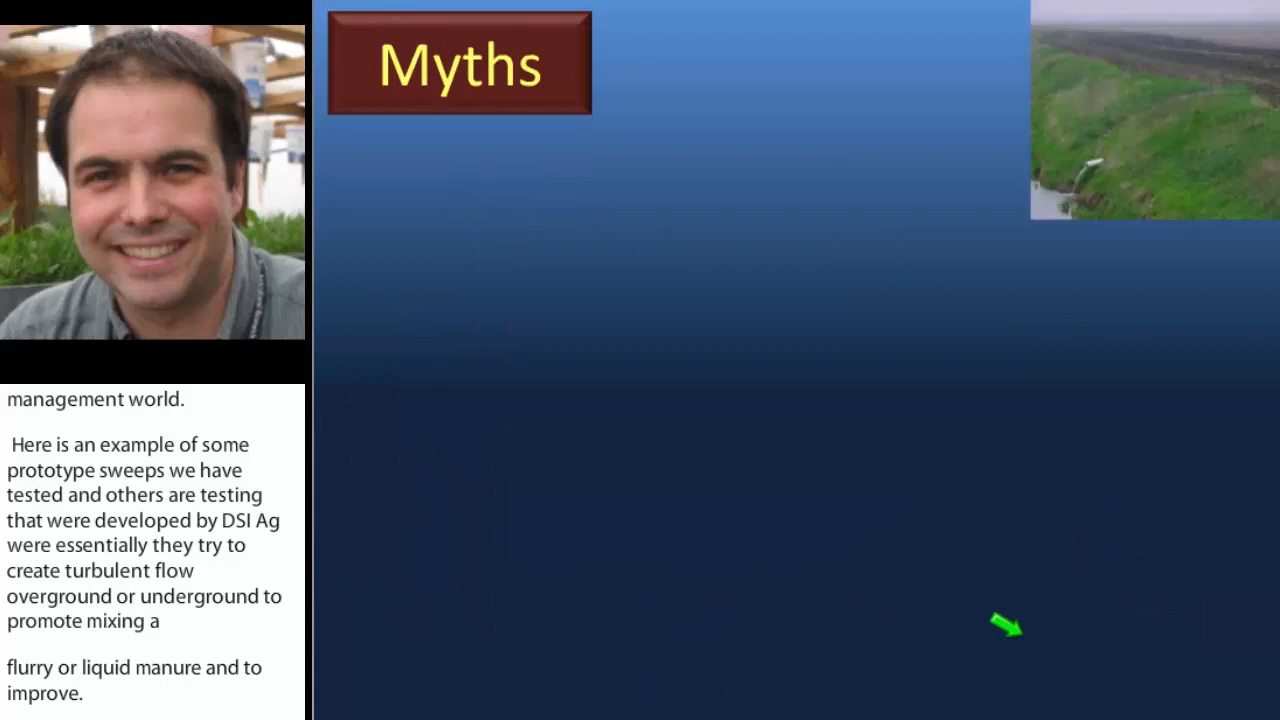 Myths
management world.
Here is an example of some
prototype sweeps we have
tested and others are testing
that were developed by DSI Ag
were essentially they try to
create turbulent flow
overground or underground to
promote mixing a
flurry or liquid manure and to
improve.